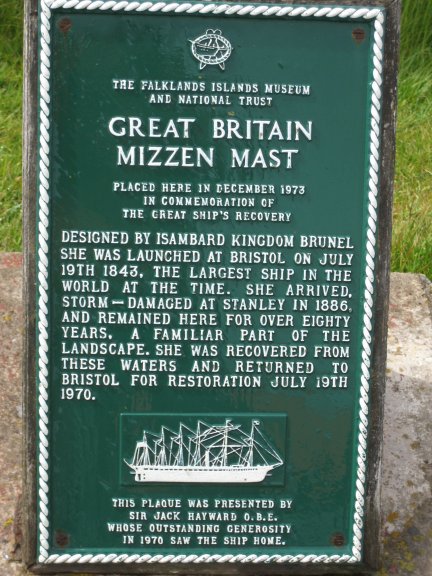 THE FALKLANDS ISLANDS MUSEUM
AND NATIONAL TRUST
GREAT BRITAIN
MIZZEN MAST
PLACED HERE IN DECEMBER 1973
IN COMMEMORATION OF
THE GREAT SHIP'S RECOVERY
DESIGNED BY ISAMBARD KINGDOM BRUNEL
SHE WAS LAUNCHED AT BRISTOL ON JULY
19TH 1843, THE LARGEST SHIP IN THE
WORLD AT THE TIME. SHE ARRIVED,
STORM-DAMAGED AT STANLEY IN 1886,
AND REMAINED HERE FOR OVER EIGHTY
YEARS, A FAMILIAR PART OF THE
LANDSCAPE. SHE WAS RECOVERED FROM
THESE WATERS AND RETURNED TO
BRISTOL FOR RESTORATION JULY 19TH
1970.
THIS PLAQUE WAS PRESENTED BY
SIR JACK HAYWARD O.B.E.
WHOSE OUTSTANDING GENEROSITY
IN 1970 SAW THE SHIP HOME.